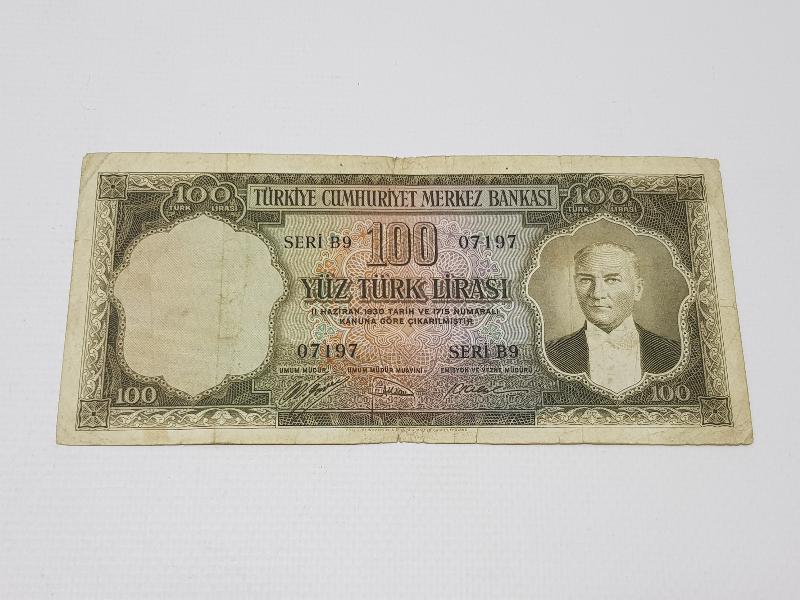 100 TÜRKİYE CUMHURİYET MERKEZ BANKASI 100
TÜRK LİRASI TÜRK LİRASI
SERİ B9 100 07197
YÜZ TÜRK LİRASI
11 HAZİRAN 1930 TARİH VE 1715 NUMARALI
KANUNA GÖRE ÇIKARILMIŞTIR
07197 SERİ B9
UMUM MÜDÜR UMUM MÜDÜR MUAVİNİ EMİSYON VE VEZNE MÜDÜRÜ
100 100